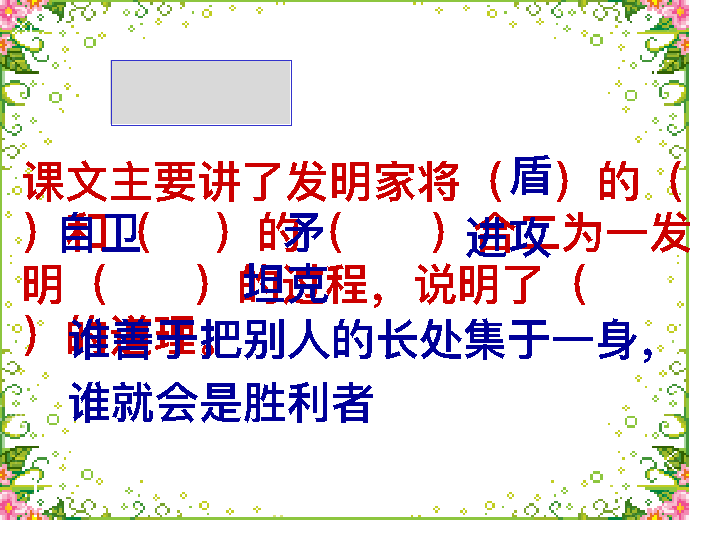 课文主要讲了发明家将（盾）的（
）和（自卫）的（矛）（进攻）合二为一发
明（坦克）的过程，说明了（
）的道理。
谁善于把别人的长处集于一身，
谁就会是胜利者